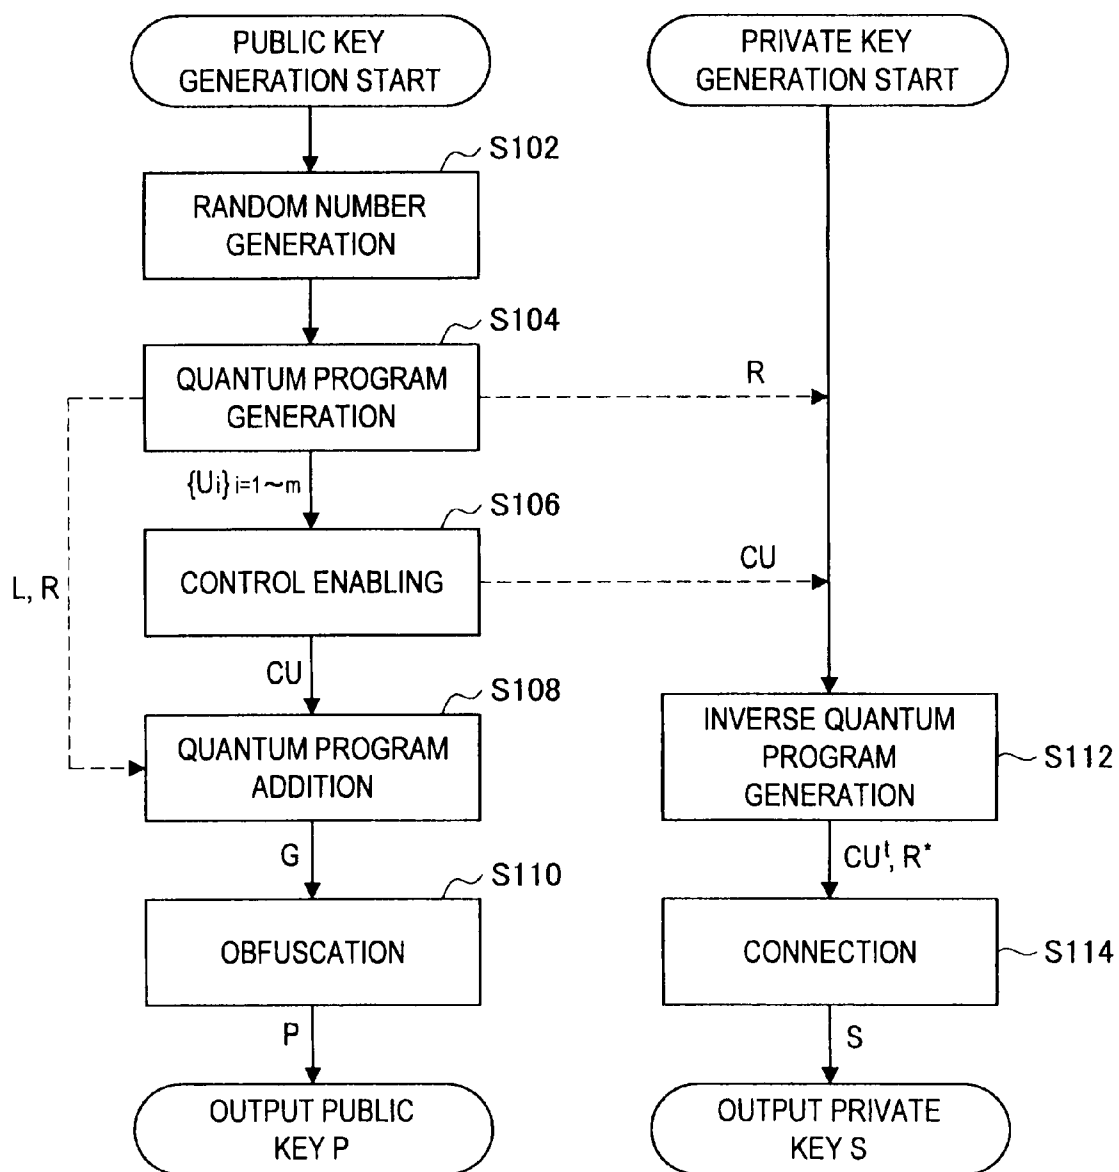 PUBLIC KEY
GENERATION START
PRIVATE KEY
GENERATION START
S102
RANDOM NUMBER
GENERATION
S104
QUANTUM PROGRAM
GENERATION
R
{Ui}i=1~m
S106
CONTROL ENABLING
CU
L, R
CU
S108
QUANTUM PROGRAM
ADDITION
INVERSE QUANTUM
PROGRAM
GENERATION
S112
G
CU†, R*
S110
OBFUSCATION
CONNECTION
S114
P
S
OUTPUT PUBLIC
KEY P
OUTPUT PRIVATE
KEY S